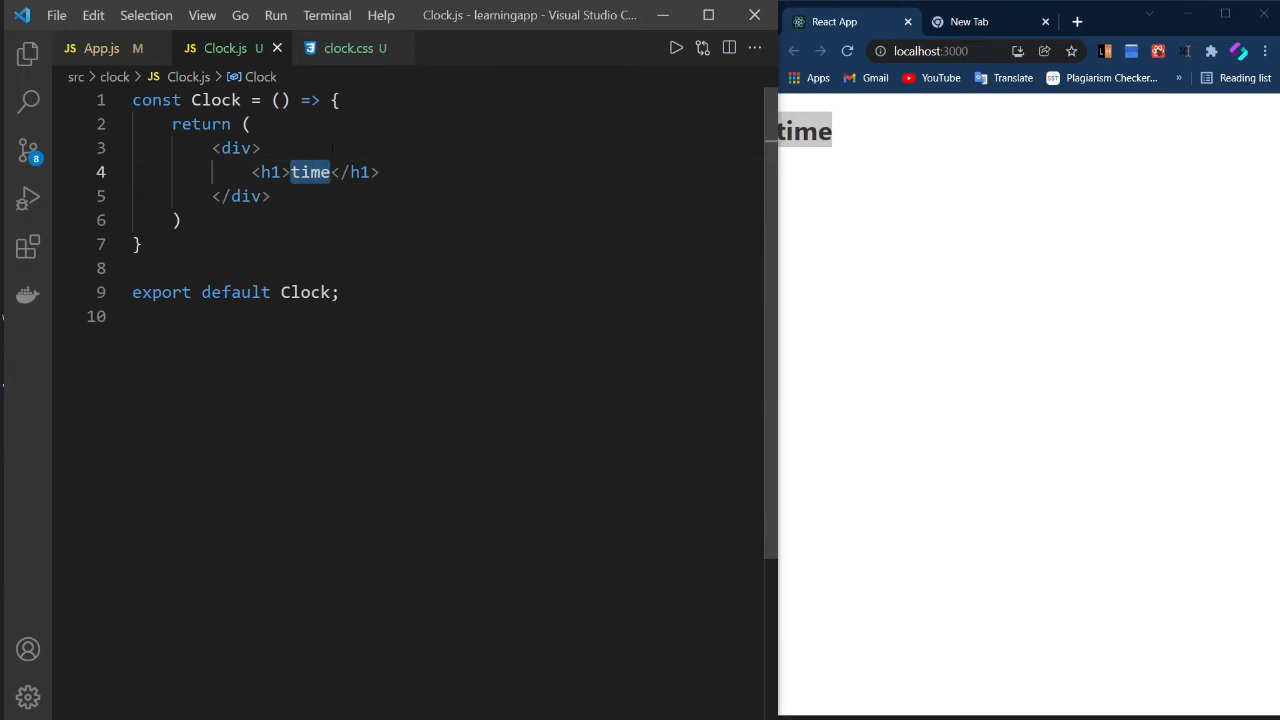 File Edit Selection View Go Run Terminal Help Clock.js - learningapp - Visual Studio C...
JS App.js M JS Clock.js U clock.css U
src > clock > JS Clock.js > Clock
1 const Clock = () => {
2 return (
3 <div>
4 <h1>time</h1>
5 </div>
6 )
7 }
8
9 export default Clock;
10
8
React App New Tab
localhost:3000
Apps Gmail YouTube Translate SST Plagiarism Checker... » Reading list
time